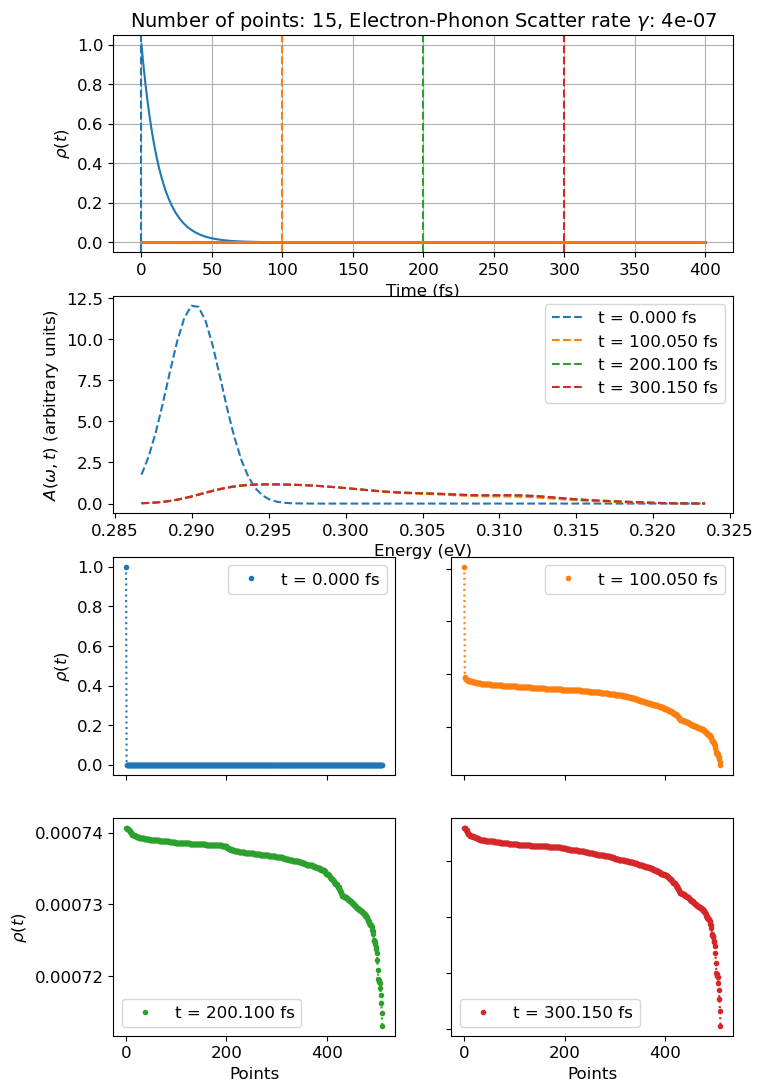 Number of points: 15, Electron-Phonon Scatter rate γ: 4e-07
1.0
0.8
0.6
0.4
0.2
0.0
ρ(t)
0 50 100 150 200 250 300 350 400
Time (fs)
12.5
10.0
7.5
5.0
2.5
0.0
A(ω, t) (arbitrary units)
t = 0.000 fs
t = 100.050 fs
t = 200.100 fs
t = 300.150 fs
0.285 0.290 0.295 0.300 0.305 0.310 0.315 0.320 0.325
Energy (eV)
1.0
0.8
0.6
0.4
0.2
0.0
ρ(t)
t = 0.000 fs
t = 100.050 fs
0.00074
0.00073
0.00072
ρ(t)
t = 200.100 fs
t = 300.150 fs
0 400
0 200 400
Points
Points